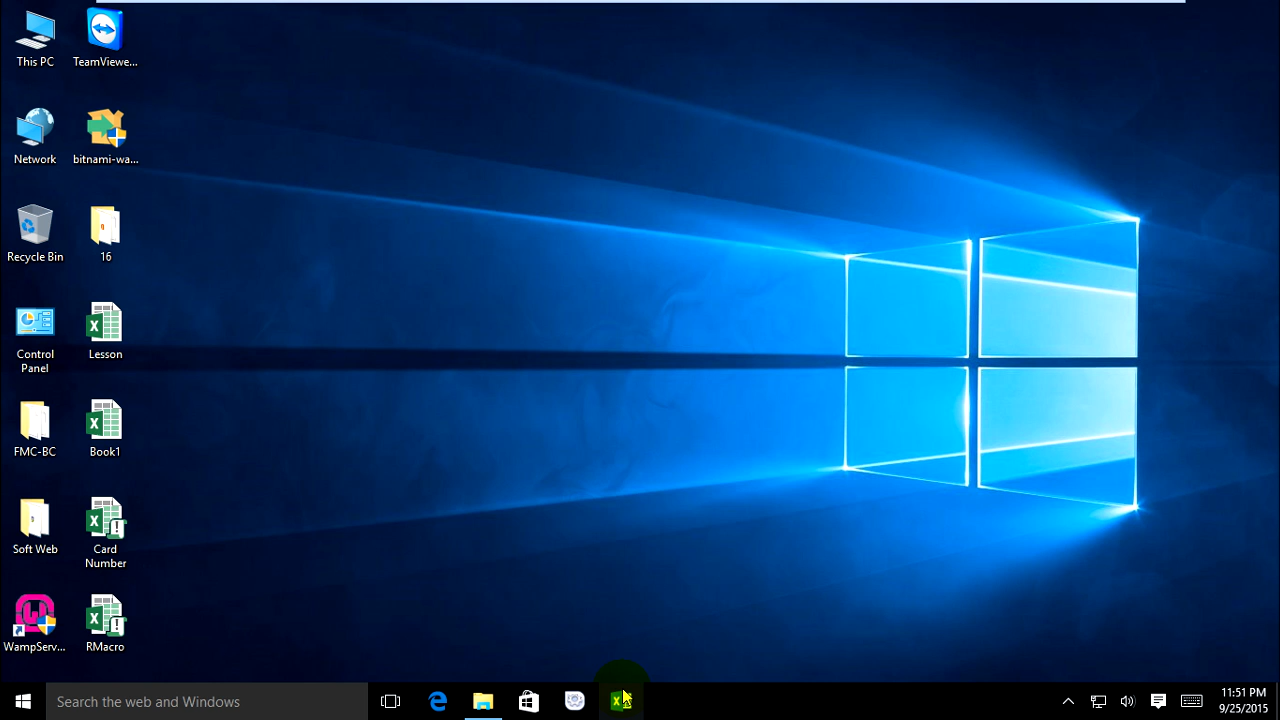 This PC
TeamViewe...
Network
bitnami-wa...
Recycle Bin
16
Control
Panel
Lesson
FMC-BC
Book1
Soft Web
Card
Number
WampServ...
RMacro
Search the web and Windows
11:51 PM
9/25/2015